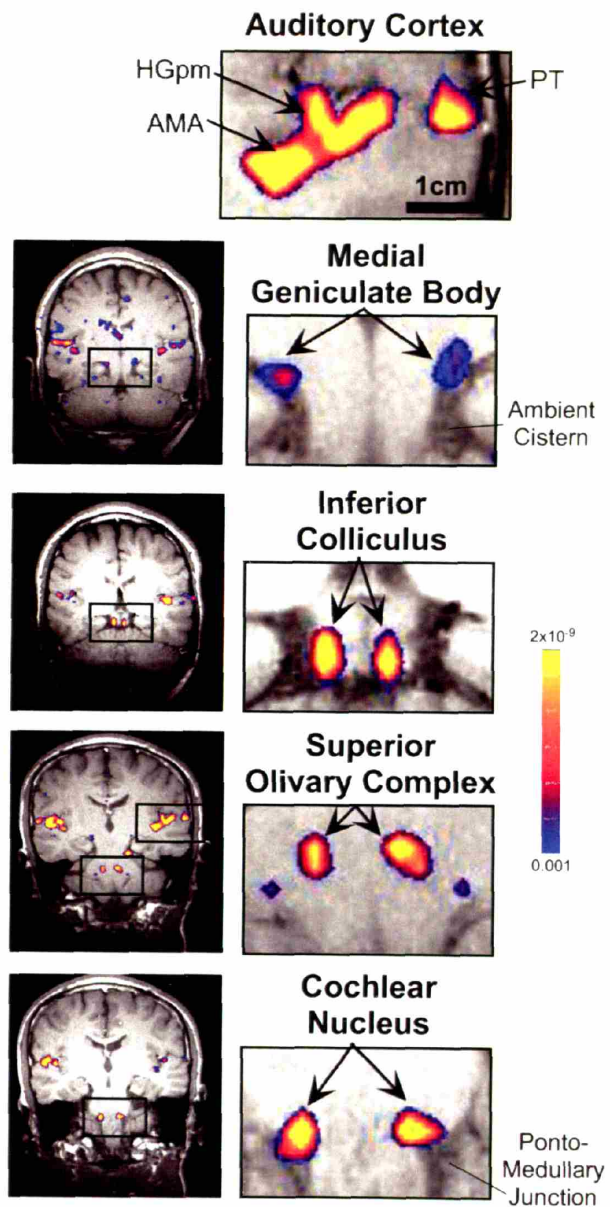 Auditory Cortex
HGpm
AMA
PT
1cm
Medial
Geniculate Body
Ambient
Cistern
Inferior
Colliculus
2x10-9
0.001
Superior
Olivary Complex
Cochlear
Nucleus
Ponto-
Medullary
Junction